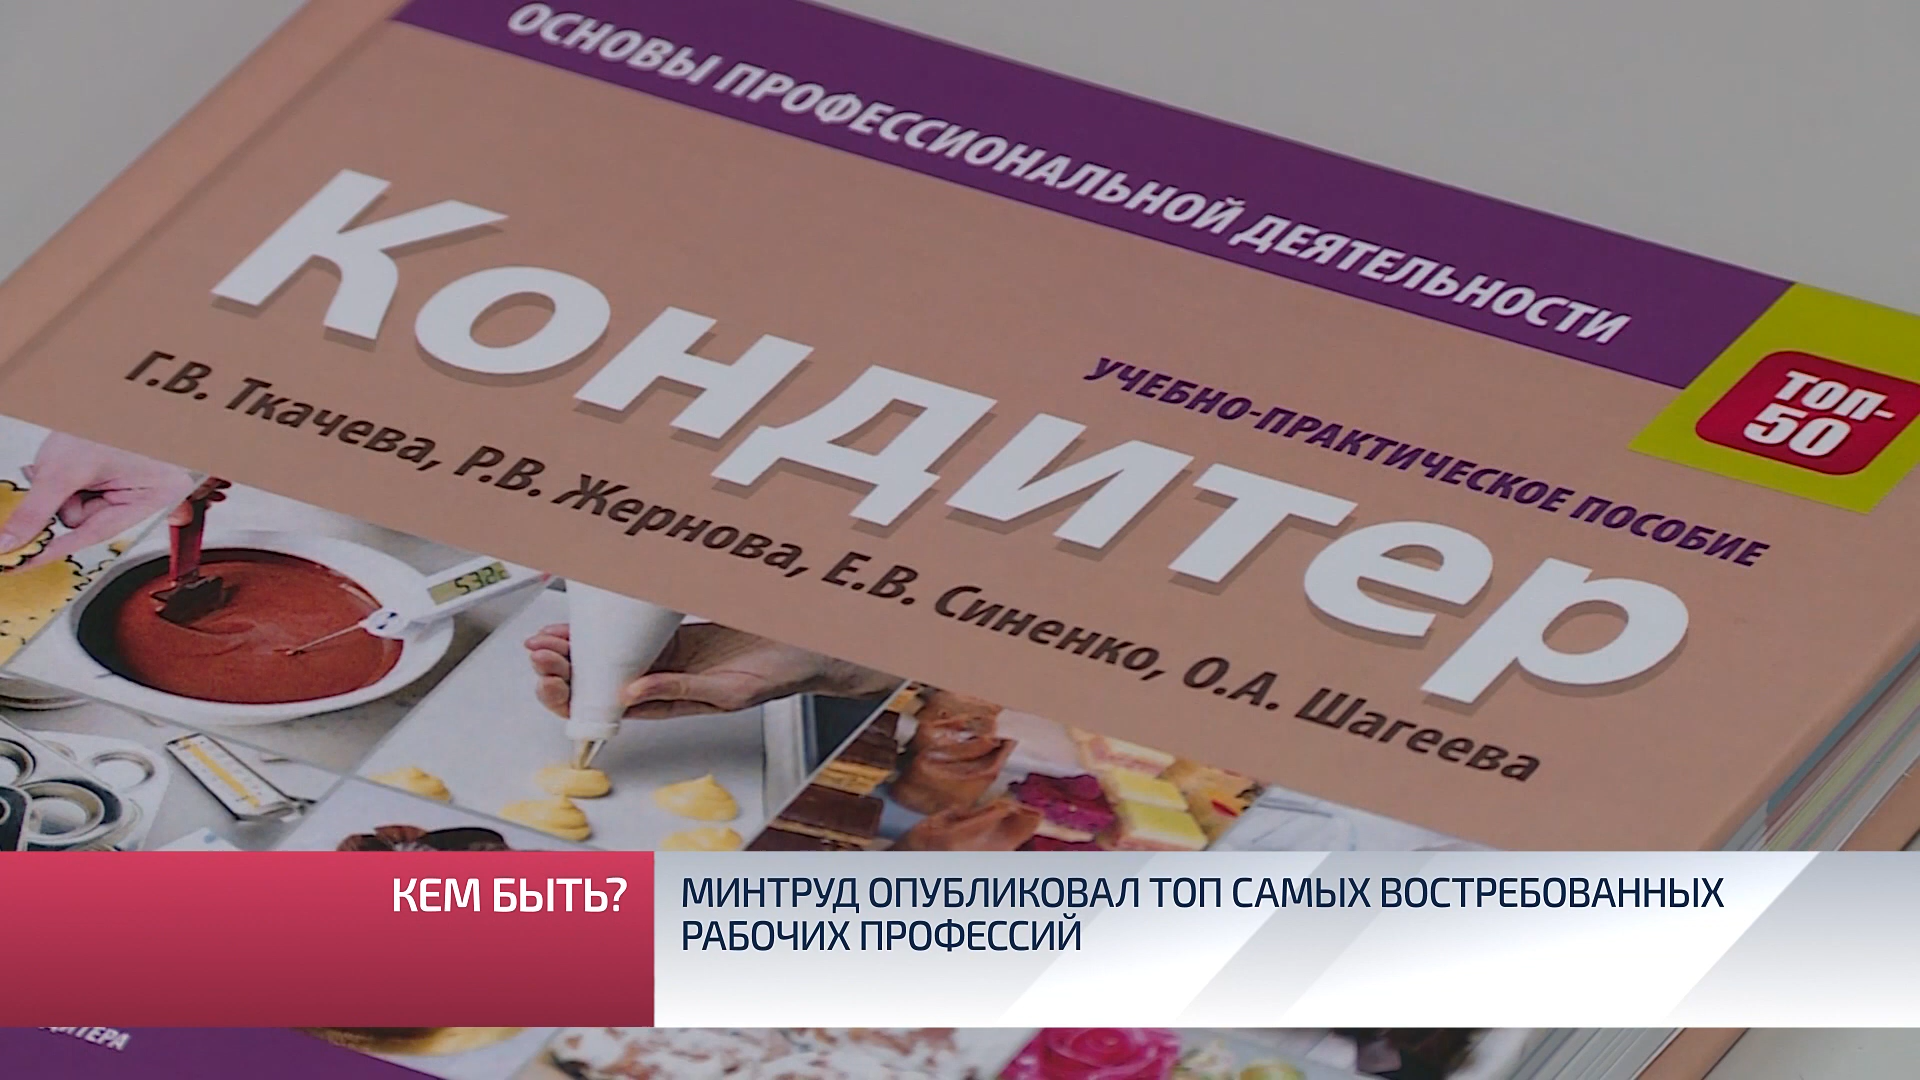 ОСНОВЫ ПРОФЕССИОНАЛЬНОЙ ДЕЯТЕЛЬНОСТИ
ТОП-
50
УЧЕБНО-ПРАКТИЧЕСКОЕ ПОСОБИЕ
Кондитер
Г.В. Ткачева, Р.В. Жернова, Е.В. Синенко, О.А. Шагеева
КЕМ БЫТЬ?
МИНТРУД ОПУБЛИКОВАЛ ТОП САМЫХ ВОСТРЕБОВАННЫХ
РАБОЧИХ ПРОФЕССИЙ